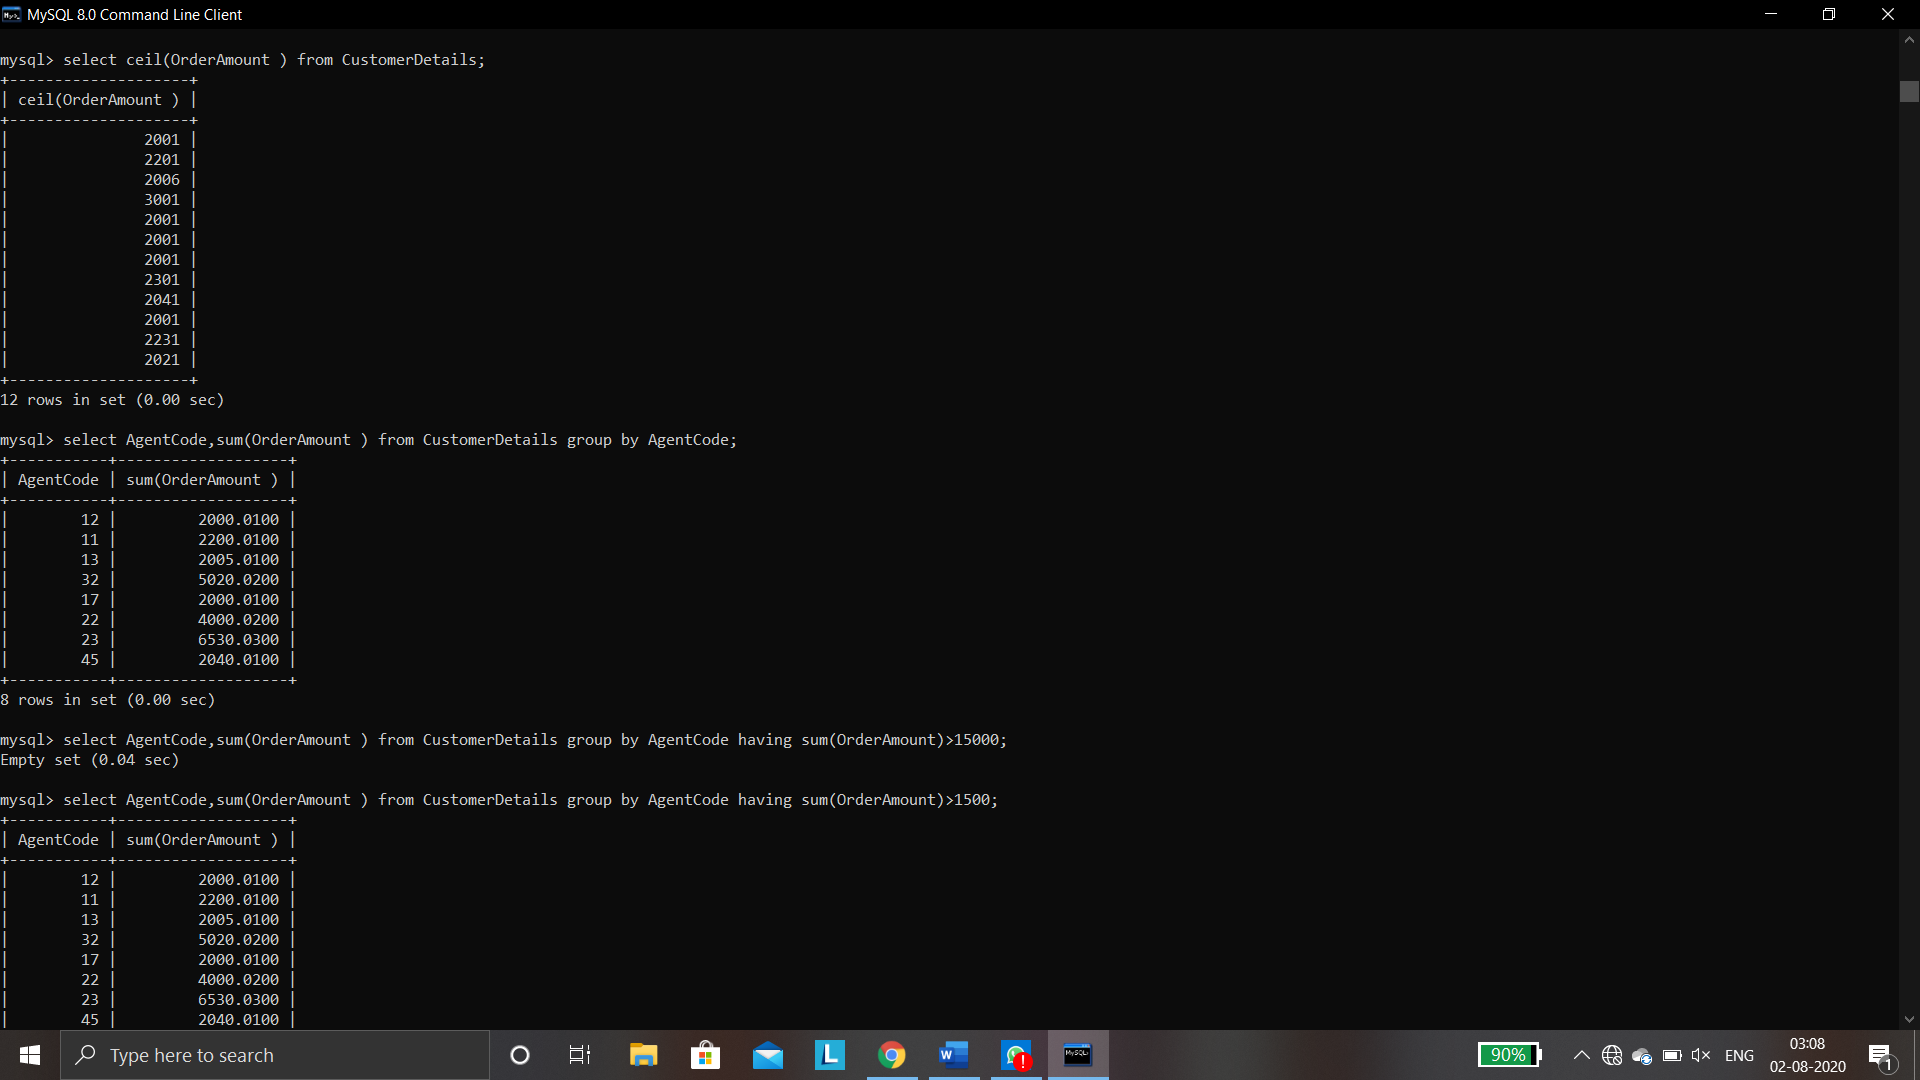 MySQL 8.0 Command Line Client
mysql> select ceil(OrderAmount ) from CustomerDetails;
+--------------------+
| ceil(OrderAmount ) |
+--------------------+
|               2001 |
|               2201 |
|               2006 |
|               3001 |
|               2001 |
|               2001 |
|               2001 |
|               2301 |
|               2041 |
|               2001 |
|               2231 |
|               2021 |
+--------------------+
12 rows in set (0.00 sec)
mysql> select AgentCode,sum(OrderAmount ) from CustomerDetails group by AgentCode;
+-----------+-------------------+
| AgentCode | sum(OrderAmount ) |
+-----------+-------------------+
|        12 |         2000.0100 |
|        11 |         2200.0100 |
|        13 |         2005.0100 |
|        32 |         5020.0200 |
|        17 |         2000.0100 |
|        22 |         4000.0200 |
|        23 |         6530.0300 |
|        45 |         2040.0100 |
+-----------+-------------------+
8 rows in set (0.00 sec)
mysql> select AgentCode,sum(OrderAmount ) from CustomerDetails group by AgentCode having sum(OrderAmount)>15000;
Empty set (0.04 sec)
mysql> select AgentCode,sum(OrderAmount ) from CustomerDetails group by AgentCode having sum(OrderAmount)>1500;
+-----------+-------------------+
| AgentCode | sum(OrderAmount ) |
+-----------+-------------------+
|        12 |         2000.0100 |
|        11 |         2200.0100 |
|        13 |         2005.0100 |
|        32 |         5020.0200 |
|        17 |         2000.0100 |
|        22 |         4000.0200 |
|        23 |         6530.0300 |
|        45 |         2040.0100 |
Type here to search
L
W
!
MySQL
90%
ENG
03:08
02-08-2020
1